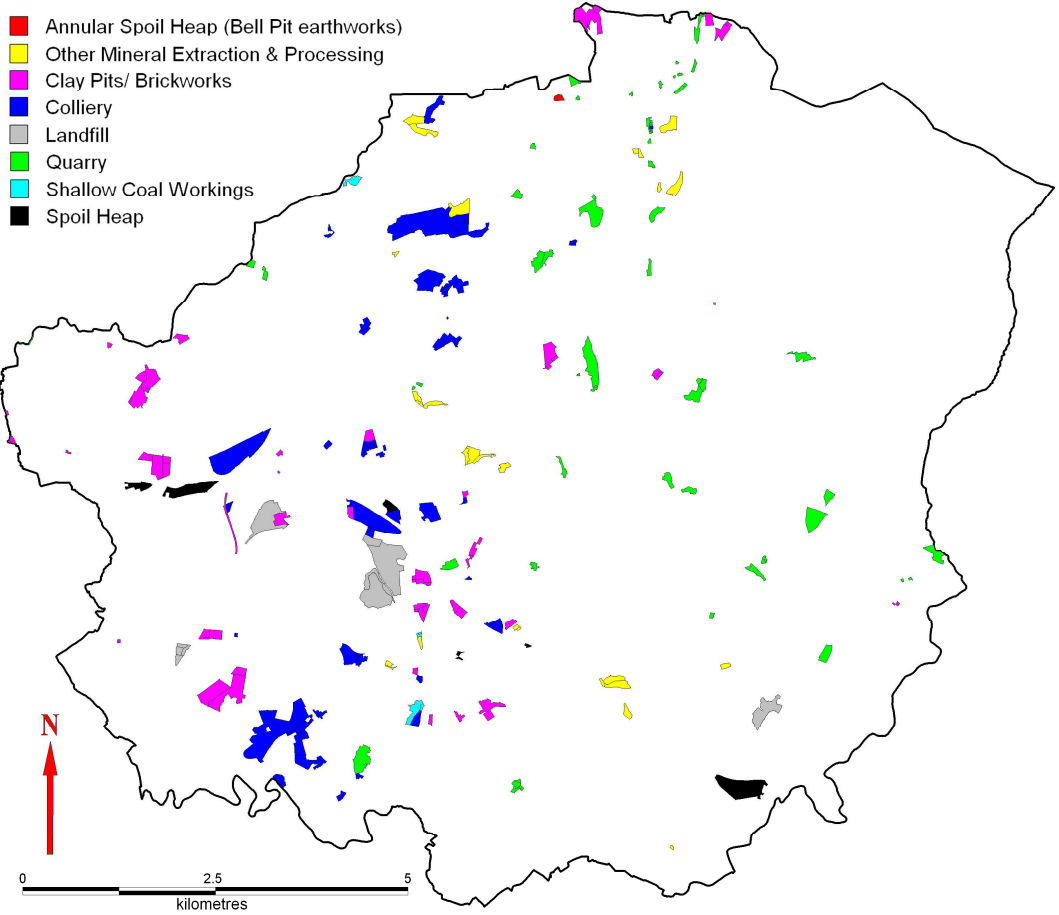 Annular Spoil Heap (Bell Pit earthworks)
Other Mineral Extraction & Processing
Clay Pits/ Brickworks
Colliery
Landfill
Quarry
Shallow Coal Workings
Spoil Heap
N
0 2.5 5
kilometres